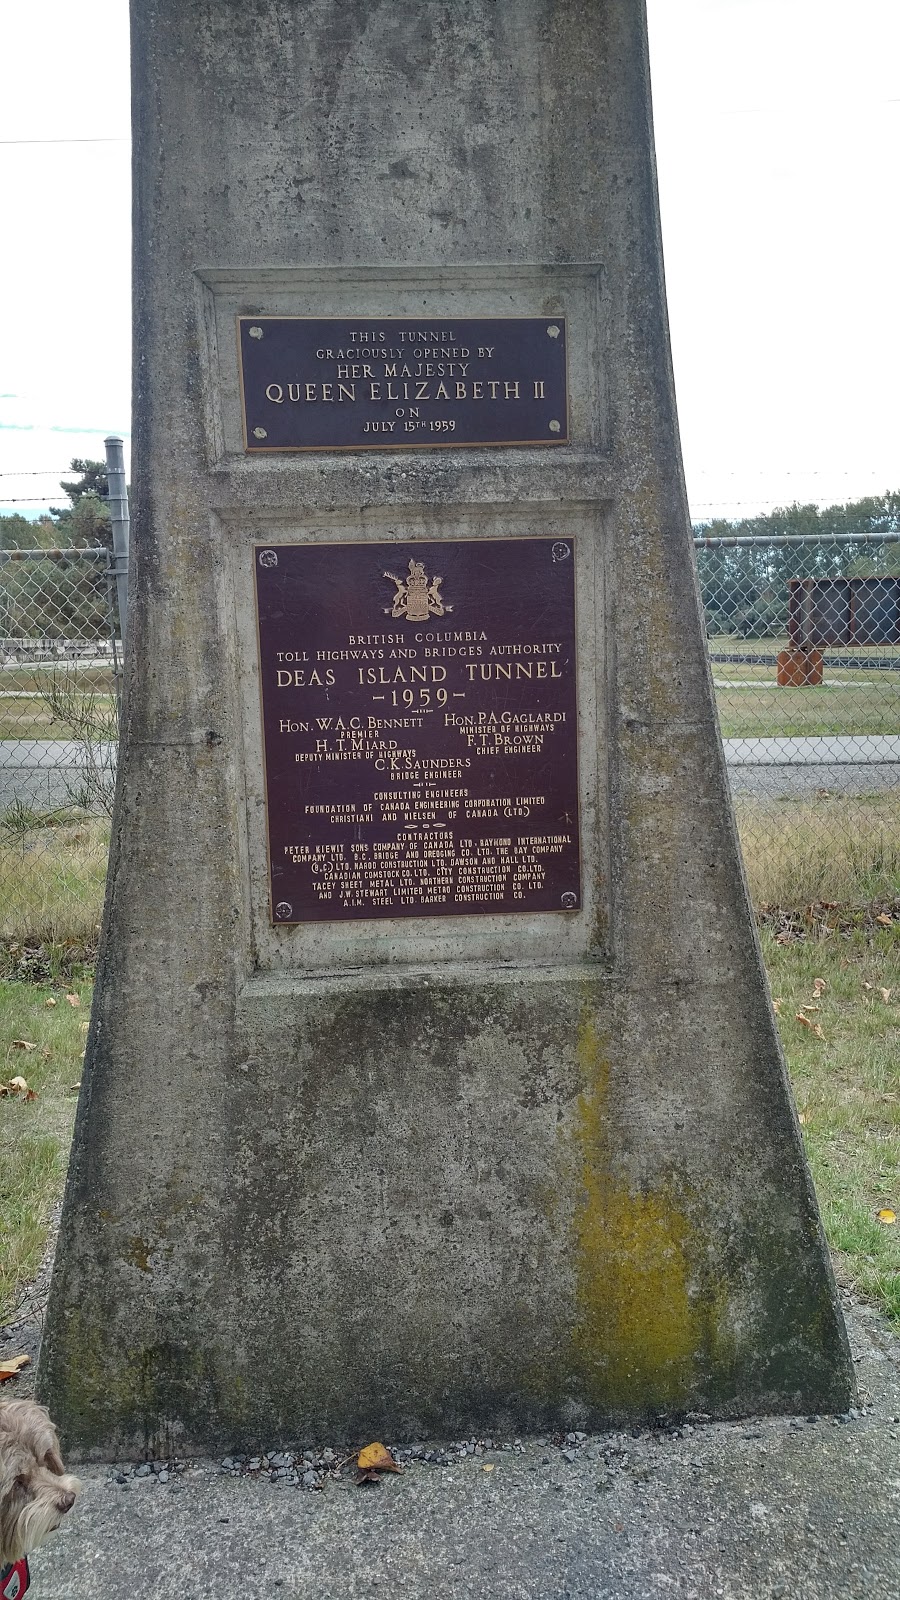 THIS TUNNEL
GRACIOUSLY OPENED BY
HER MAJESTY
QUEEN ELIZABETH II
ON
JULY 15TH 1959
BRITISH COLUMBIA
TOLL HIGHWAYS AND BRIDGES AUTHORITY
DEAS ISLAND TUNNEL
-1959-
HON. W.A.C. BENNETT HON. P.A. GAGLARDI
PREMIER MINISTER OF HIGHWAYS
H. T. MIARD F. T. BROWN
DEPUTY MINISTER OF HIGHWAYS CHIEF ENGINEER
C.K. SAUNDERS
BRIDGE ENGINEER
CONSULTING ENGINEERS
FOUNDATION OF CANADA ENGINEERING CORPORATION LIMITED
CHRISTIANI AND NIELSEN OF CANADA (LTD.)
CONTRACTORS
PETER KIEWIT SONS COMPANY OF CANADA LTD. RAYMOND INTERNATIONAL
COMPANY LTD. B.C. BRIDGE AND DREDGING CO. LTD. THE BAY COMPANY
(B.C.) LTD. NAROD CONSTRUCTION LTD. DAWSON AND HALL LTD.
CANADIAN COMSTOCK CO. LTD. CITY CONSTRUCTION CO. LTD.
TACEY SHEET METAL LTD. NORTHERN CONSTRUCTION COMPANY
AND J.W. STEWART LIMITED METRO CONSTRUCTION CO. LTD.
A.I.M. STEEL LTD. BARKER CONSTRUCTION CO.